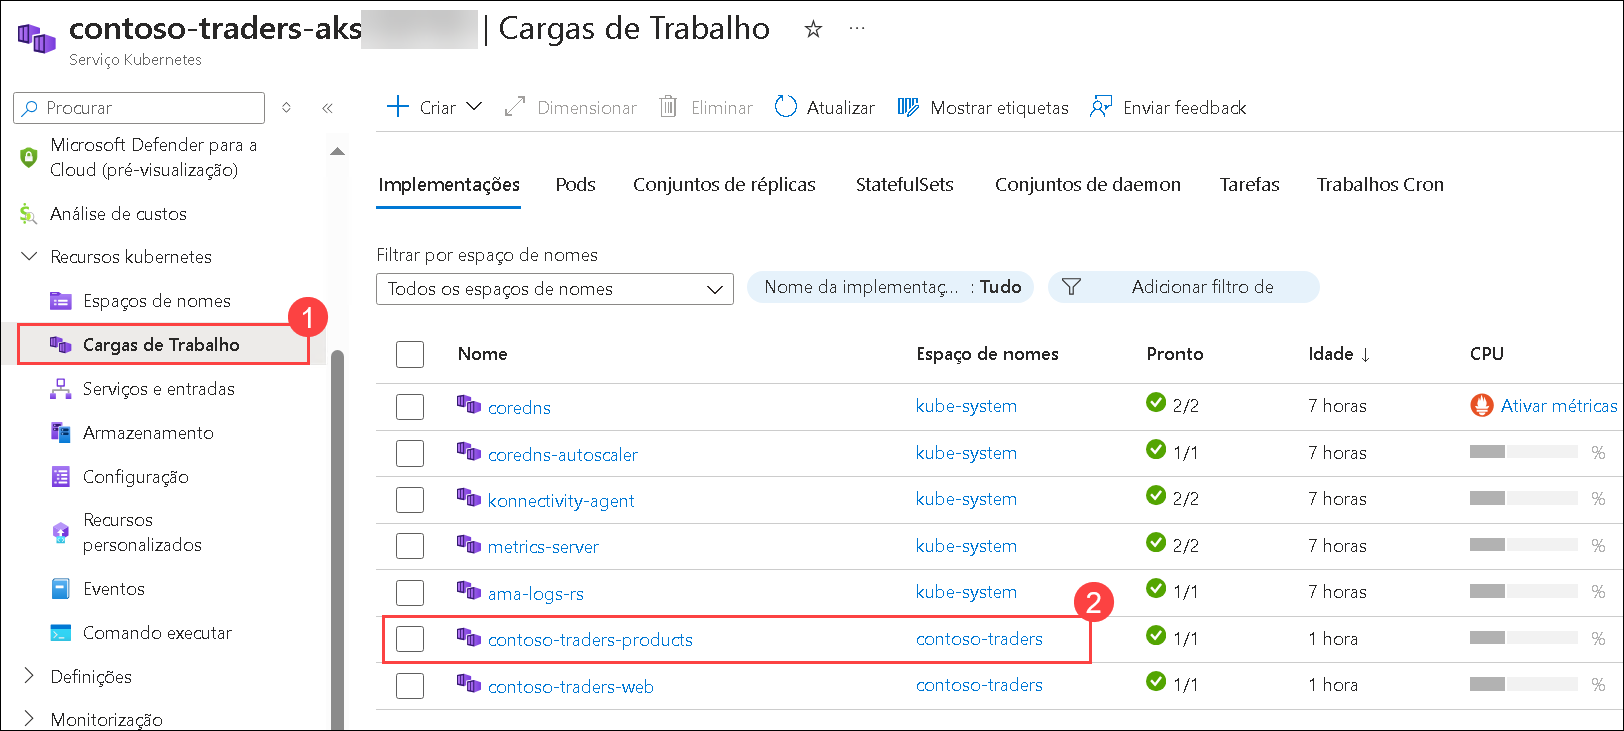 contoso-traders-aks | Cargas de Trabalho
Serviço Kubernetes
Procurar
Criar Dimensionar Eliminar Atualizar Mostrar etiquetas Enviar feedback
Microsoft Defender para a
Cloud (pré-visualização)
Análise de custos
Recursos kubernetes
Espaços de nomes
1
Cargas de Trabalho
Serviços e entradas
Armazenamento
Configuração
Recursos
personalizados
Eventos
Comando executar
Definições
Monitorização
Implementações Pods Conjuntos de réplicas StatefulSets Conjuntos de daemon Tarefas Trabalhos Cron
Filtrar por espaço de nomes
Todos os espaços de nomes Nome da implementaç... : Tudo Adicionar filtro de
Nome Espaço de nomes Pronto Idade ↓ CPU
coredns kube-system 2/2 7 horas Ativar métricas
coredns-autoscaler kube-system 1/1 7 horas %
konnectivity-agent kube-system 2/2 7 horas %
metrics-server kube-system 2/2 7 horas %
ama-logs-rs kube-system 1/1 7 horas %
2
contoso-traders-products contoso-traders 1/1 1 hora %
contoso-traders-web contoso-traders 1/1 1 hora %